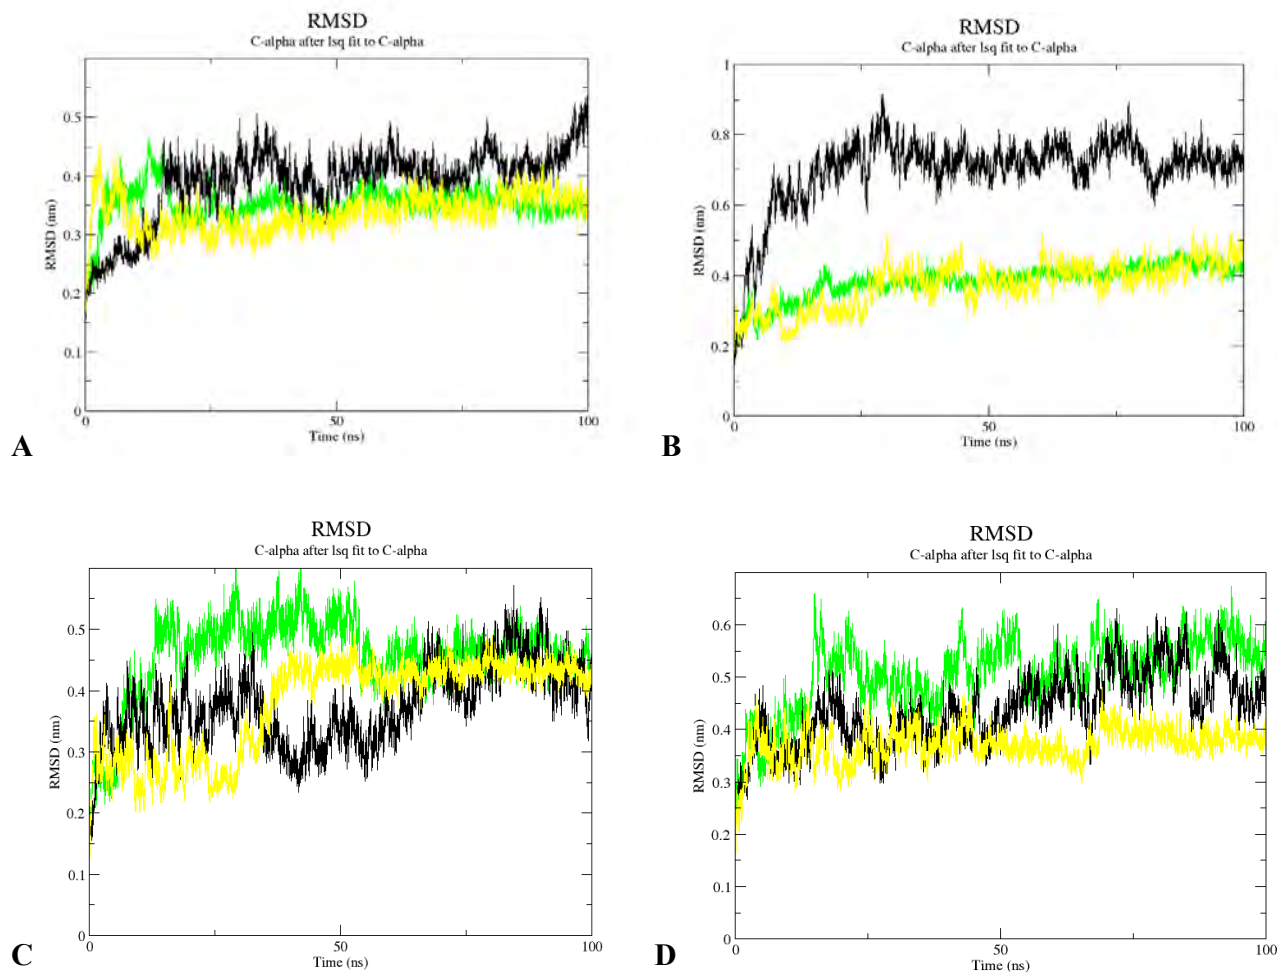 RMSD
C-alpha after lsq fit to C-alpha
0.5
0.4
0.3
0.2
0.1
0
RMSD (nm)
0
50
100
Time (ns)
A
RMSD
C-alpha after lsq fit to C-alpha
1
0.8
0.6
0.4
0.2
0
RMSD (nm)
0
50
100
Time (ns)
B
RMSD
C-alpha after lsq fit to C-alpha
0.5
0.4
0.3
0.2
0.1
0
RMSD (nm)
0
50
100
Time (ns)
C
RMSD
C-alpha after lsq fit to C-alpha
0.6
0.5
0.4
0.3
0.2
0.1
0
RMSD (nm)
0
50
100
Time (ns)
D